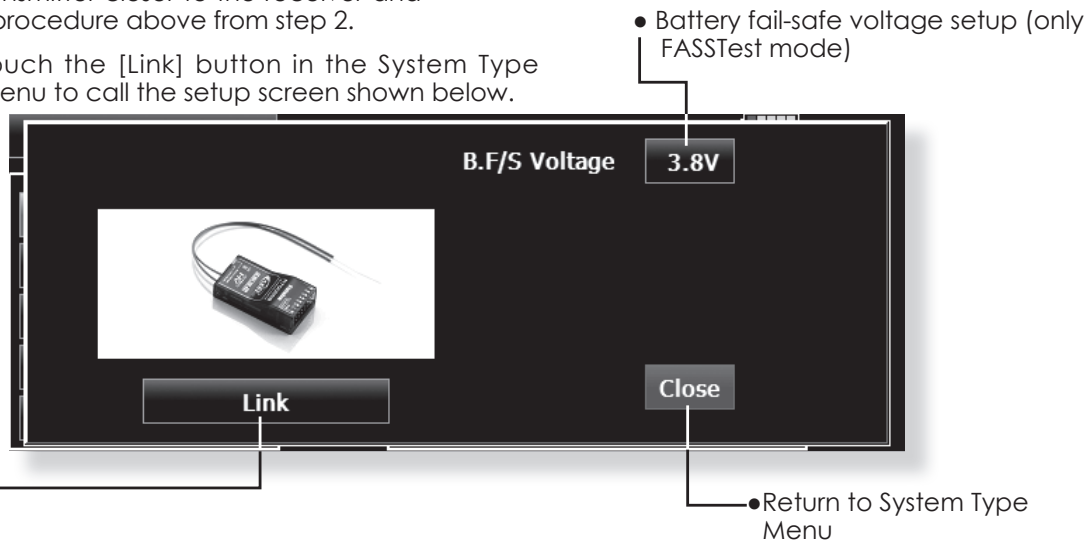 nsmitter closer to the receiver and
procedure above from step 2.
ouch the [Link] button in the System Type
enu to call the setup screen shown below.
● Battery fail-safe voltage setup (only
FASSTest mode)
B.F/S Voltage
3.8V
Link
Close
●Return to System Type
Menu